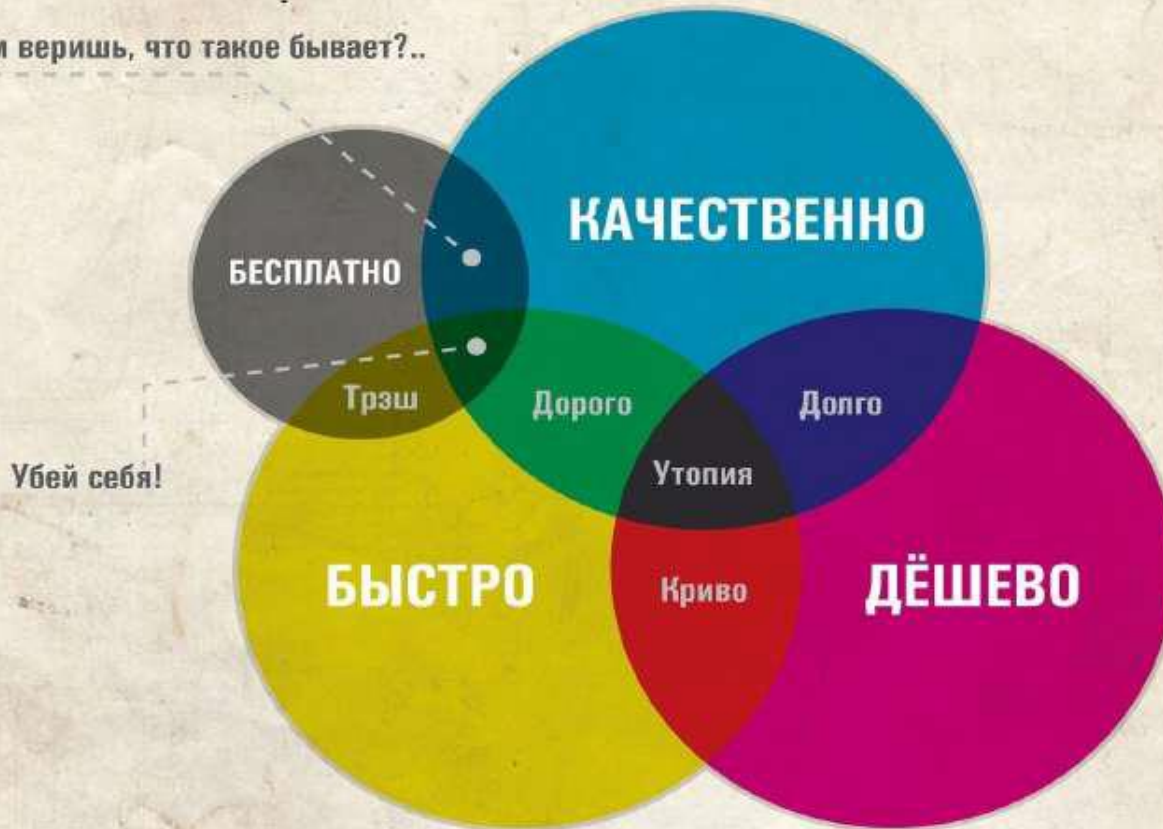 веришь, что такое бывает?..
КАЧЕСТВЕННО
БЕСПЛАТНО
Трэш
Дорого
Долго
Утопия
Убей себя!
БЫСТРО
Криво
ДЁШЕВО